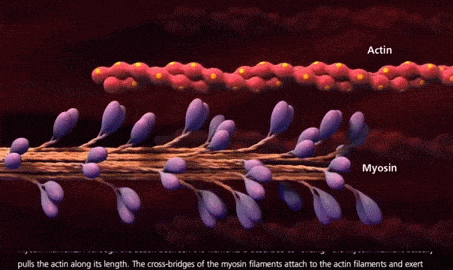 Actin
Myosin
pulls the actin along its length. The cross-bridges of the myosin filaments attach to the actin filaments and exert